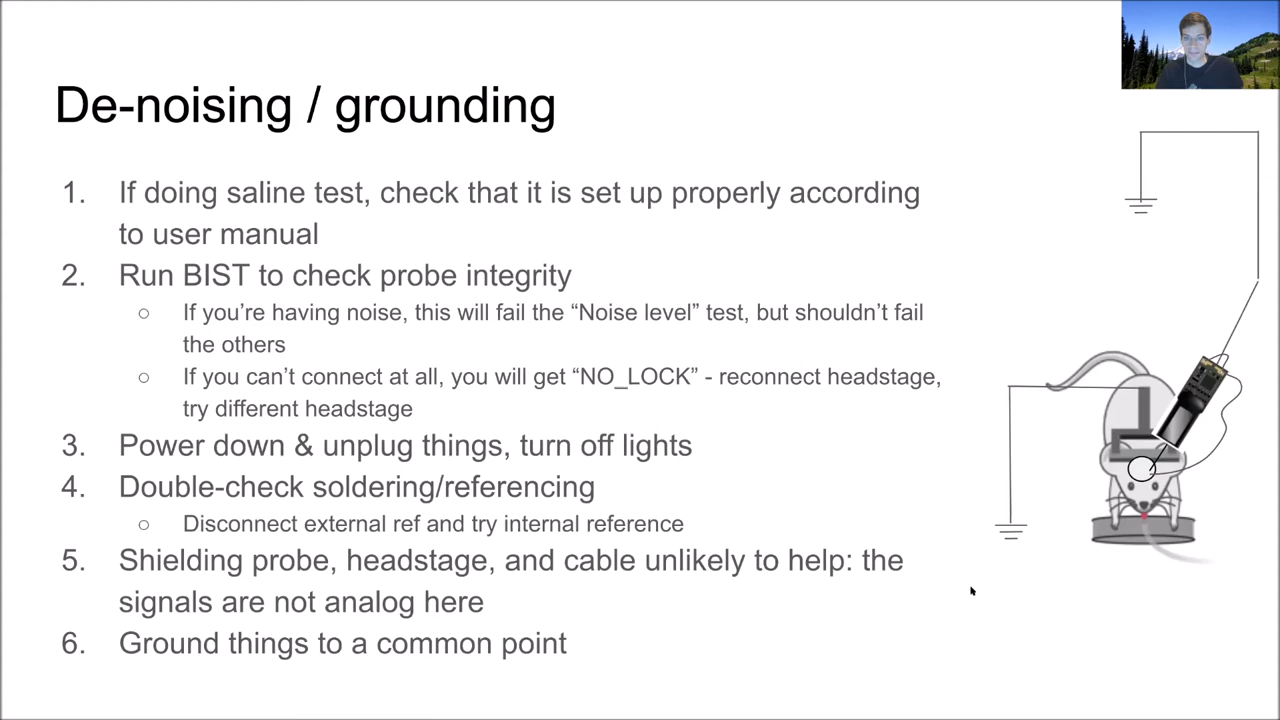 De-noising / grounding
1. If doing saline test, check that it is set up properly according
to user manual
2. Run BIST to check probe integrity
○ If you’re having noise, this will fail the “Noise level” test, but shouldn’t fail
the others
○ If you can’t connect at all, you will get “NO_LOCK” - reconnect headstage,
try different headstage
3. Power down & unplug things, turn off lights
4. Double-check soldering/referencing
○ Disconnect external ref and try internal reference
5. Shielding probe, headstage, and cable unlikely to help: the
signals are not analog here
6. Ground things to a common point